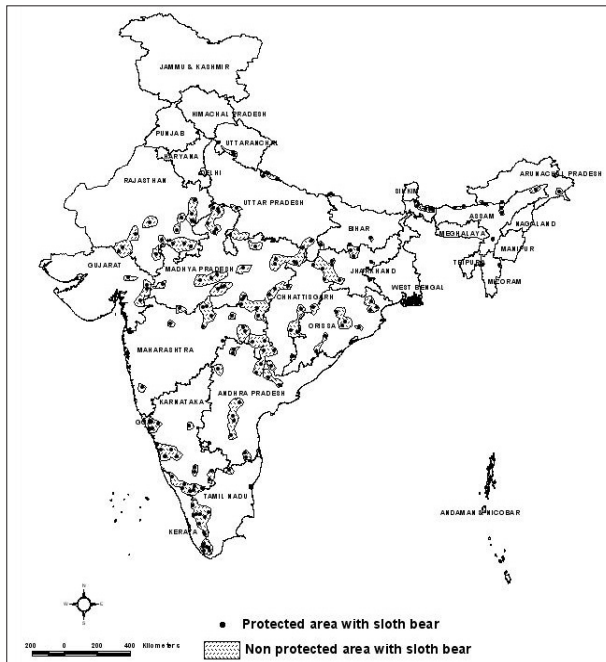 JAMMU & KASHMIR
HIMACHAL PRADESH
PUNJAB
UTTARANCHAL
HARYANA
DELHI
ARUNACHAL PRADESH
RAJASTHAN
SIKKIM
UTTAR PRADESH
ASSAM
NAGALAND
BIHAR
MEGHALAYA
MANIPUR
GUJARAT
MADHYA PRADESH
JHARKHAND
TRIPURA
MIZORAM
CHHATTISGARH
WEST BENGAL
ORISSA
MAHARASHTRA
ANDHRA PRADESH
KARNATAKA
GOA
TAMIL NADU
ANDAMAN & NICOBAR
KERALA
N
W E
S
Protected area with sloth bear
200 0 200 400 Kilometers
Non protected area with sloth bear